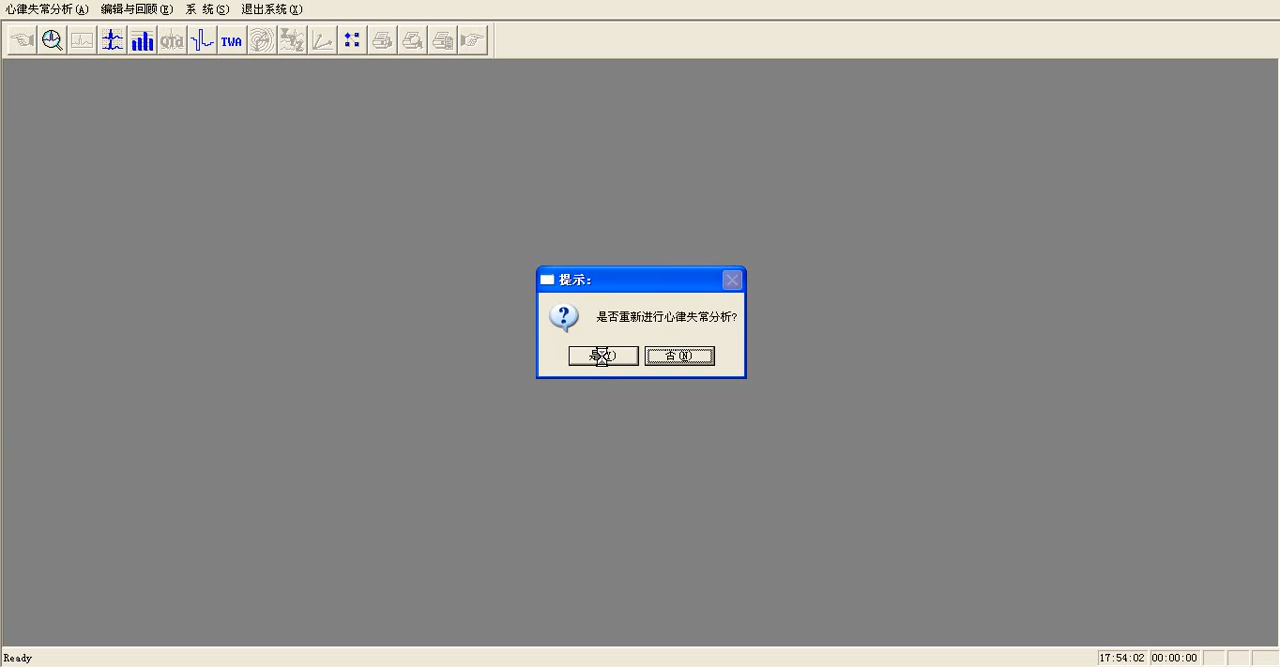 心律失常分析(A) 编辑与回顾(E) 系 统(S) 退出系统(X)
QTd TWA
提示:
是否重新进行心律失常分析?
是(Y) 否(N)
Ready 17:54:02 00:00:00